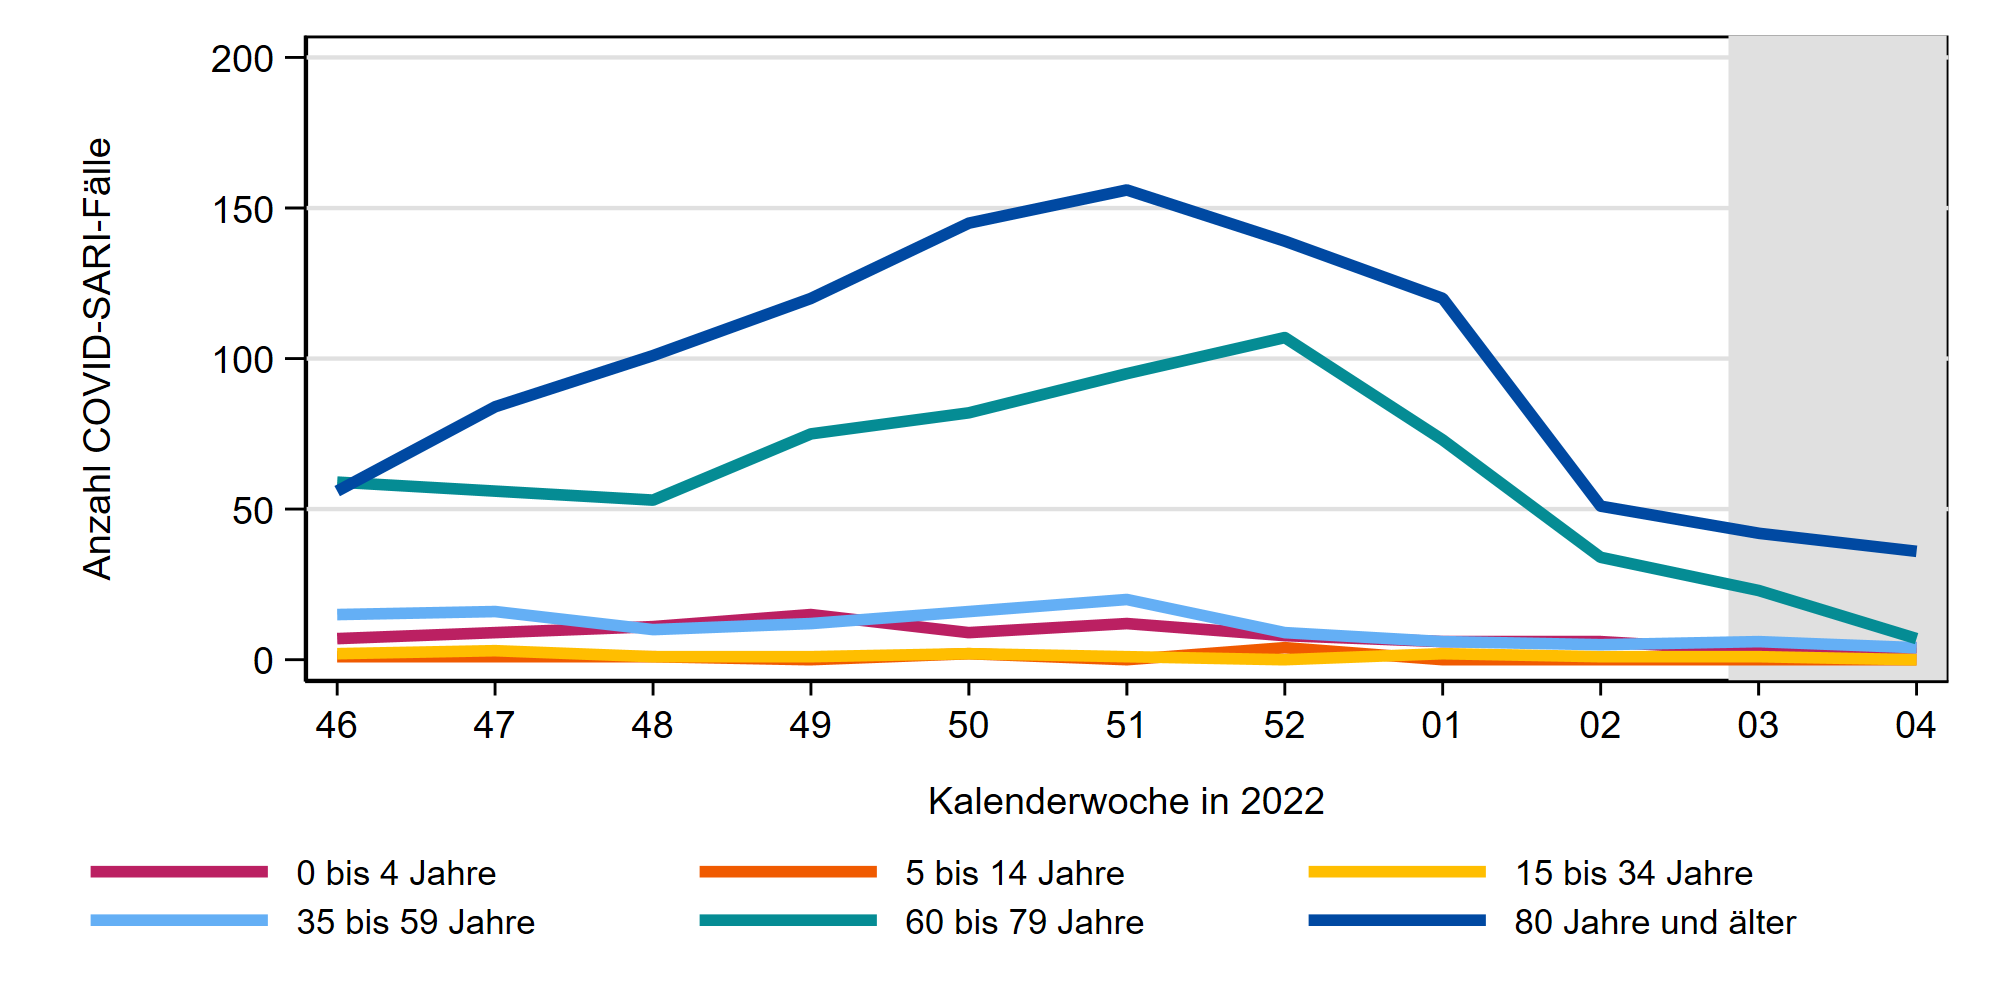 Anzahl COVID-SARI-Fälle
200
150
100
50
0
46 47 48 49 50 51 52 01 02 03 04
Kalenderwoche in 2022
0 bis 4 Jahre 5 bis 14 Jahre 15 bis 34 Jahre
35 bis 59 Jahre 60 bis 79 Jahre 80 Jahre und älter